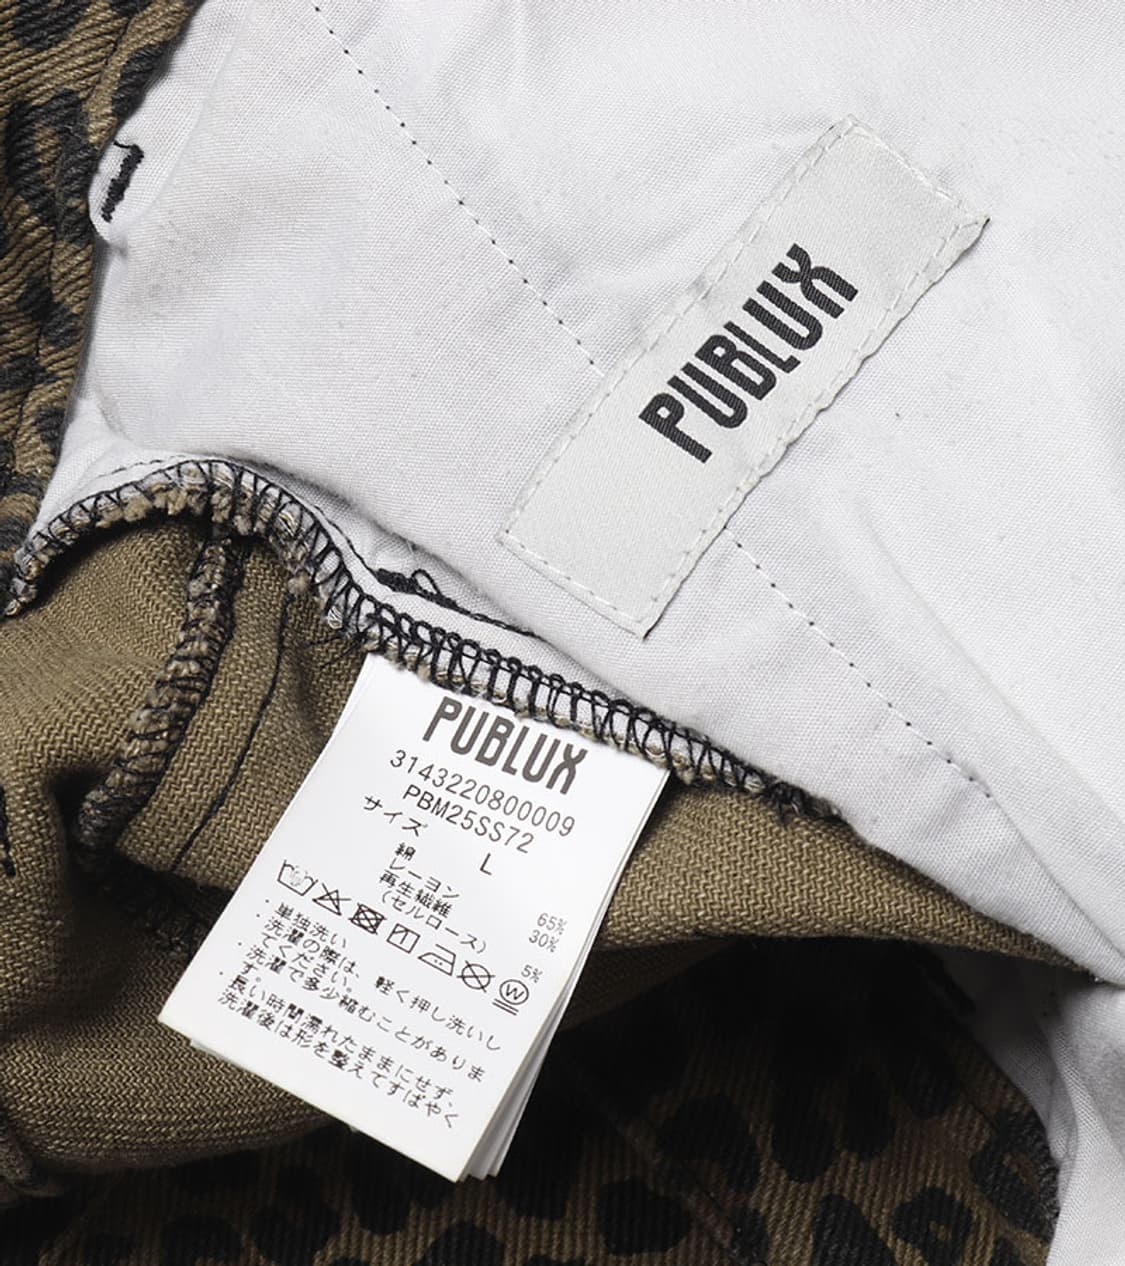 PUBLUX
PUBLUX
3143220800009
PBM25SS72
サイズ L
綿 65%
レーヨン 30%
再生繊維
(セルロース) 5%
W
・単独洗い
・洗濯の際は、軽く押し洗いし
てください。
・洗濯で多少縮むことがありま
す。
・長い時間濡れたままにせず、
洗濯後は形を整えてすばやく